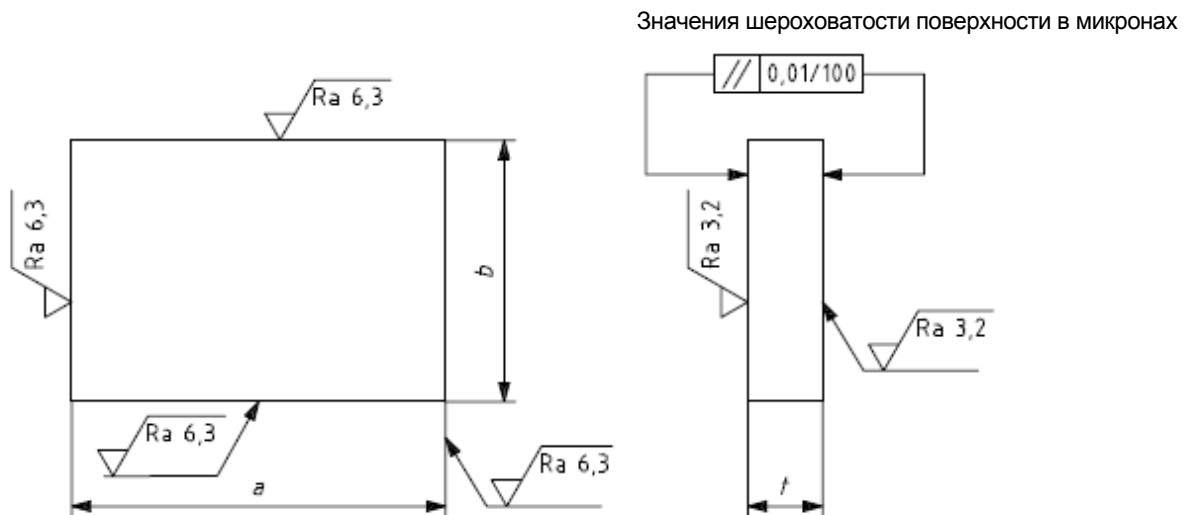 Значения шероховатости поверхности в микронах
// 0,01/100
Ra 6,3
Ra 6,3
b
Ra 3,2
Ra 3,2
Ra 6,3
Ra 6,3
a
t